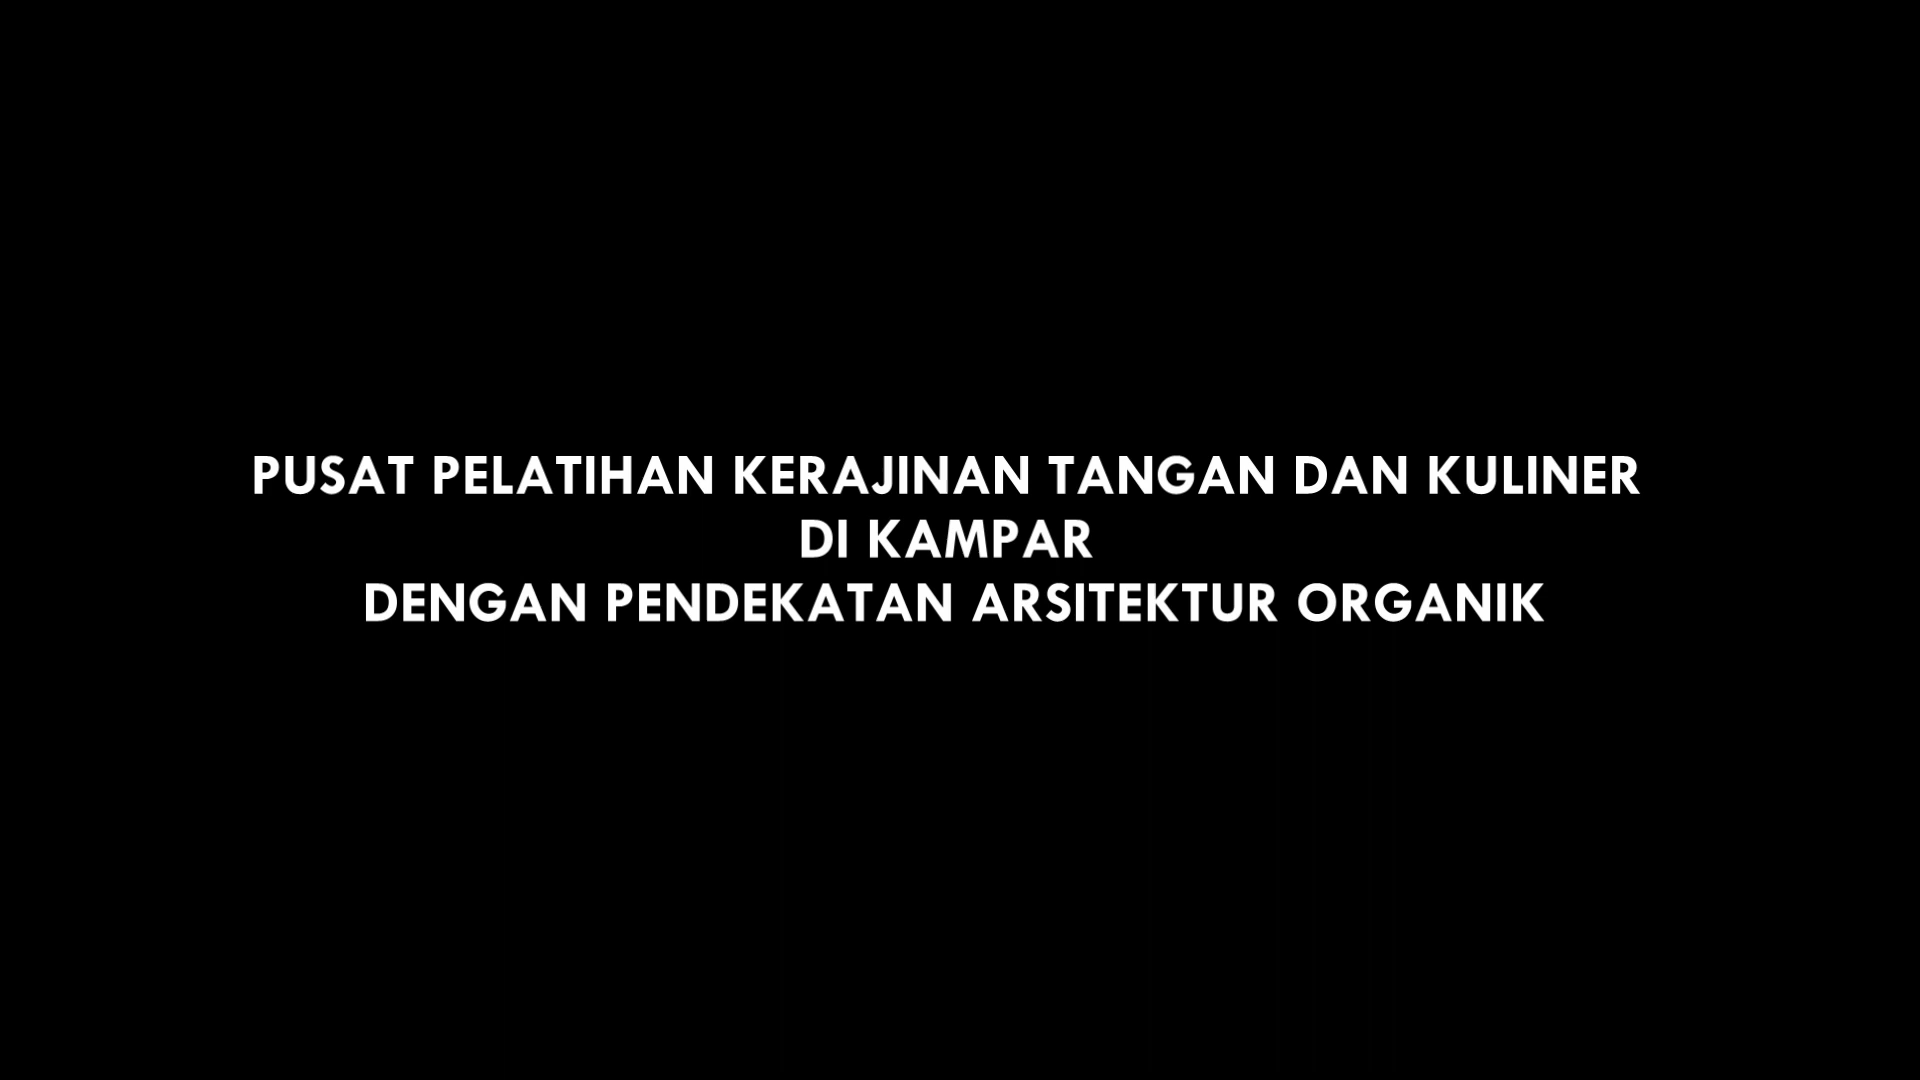 PUSAT PELATIHAN KERAJINAN TANGAN DAN KULINER
DI KAMPAR
DENGAN PENDEKATAN ARSITEKTUR ORGANIK